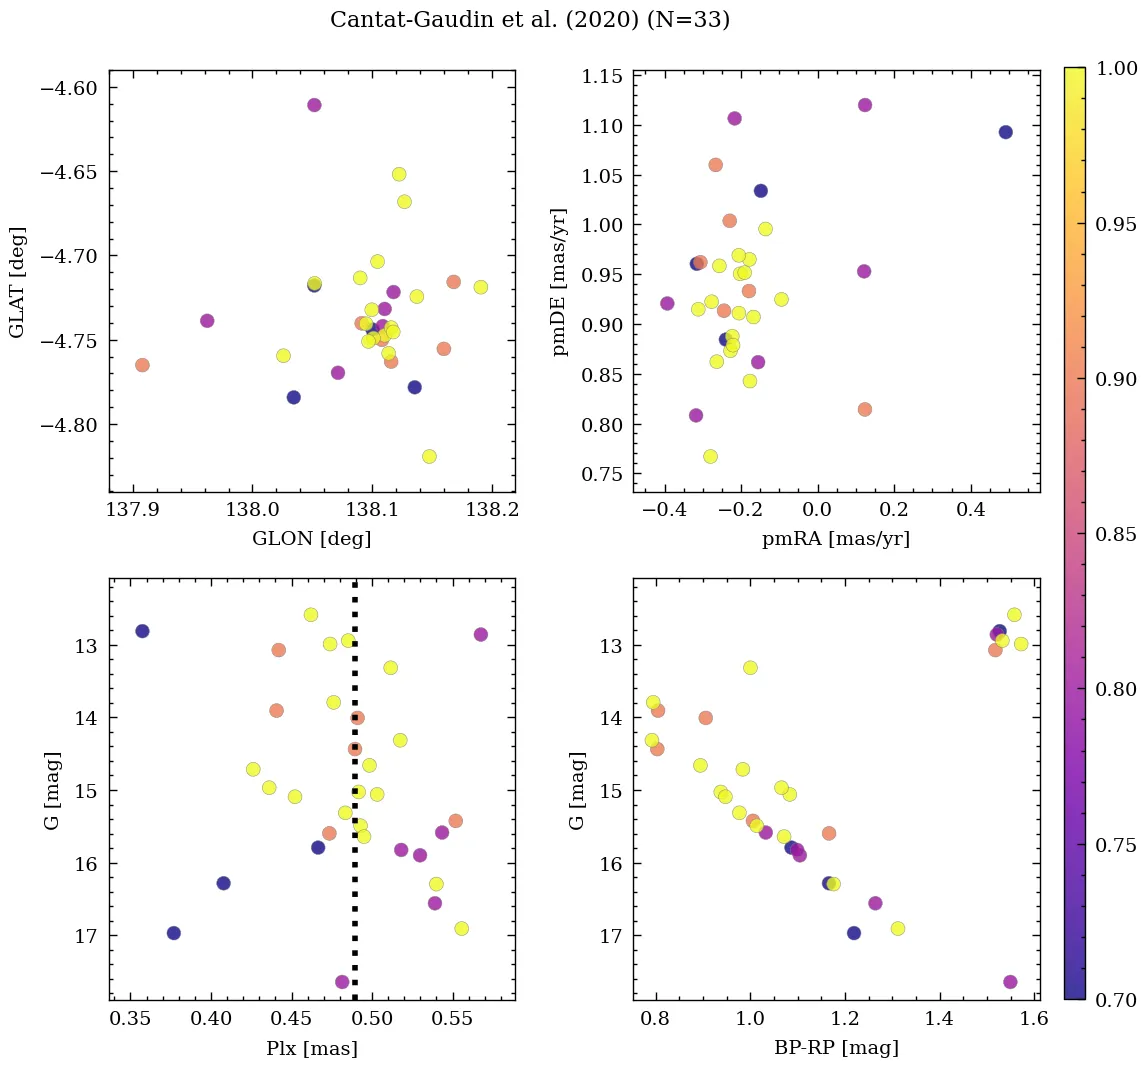 Cantat-Gaudin et al. (2020) (N=33)
−4.60
−4.65
−4.70
−4.75
−4.80
GLAT [deg]
137.9 138.0 138.1 138.2
GLON [deg]
1.15
1.10
1.05
1.00
0.95
0.90
0.85
0.80
0.75
pmDE [mas/yr]
−0.4 −0.2 0.0 0.2 0.4
pmRA [mas/yr]
13
14
15
16
17
G [mag]
0.35 0.40 0.45 0.50 0.55
Plx [mas]
13
14
15
16
17
G [mag]
0.8 1.0 1.2 1.4 1.6
BP-RP [mag]
1.00
0.95
0.90
0.85
0.80
0.75
0.70